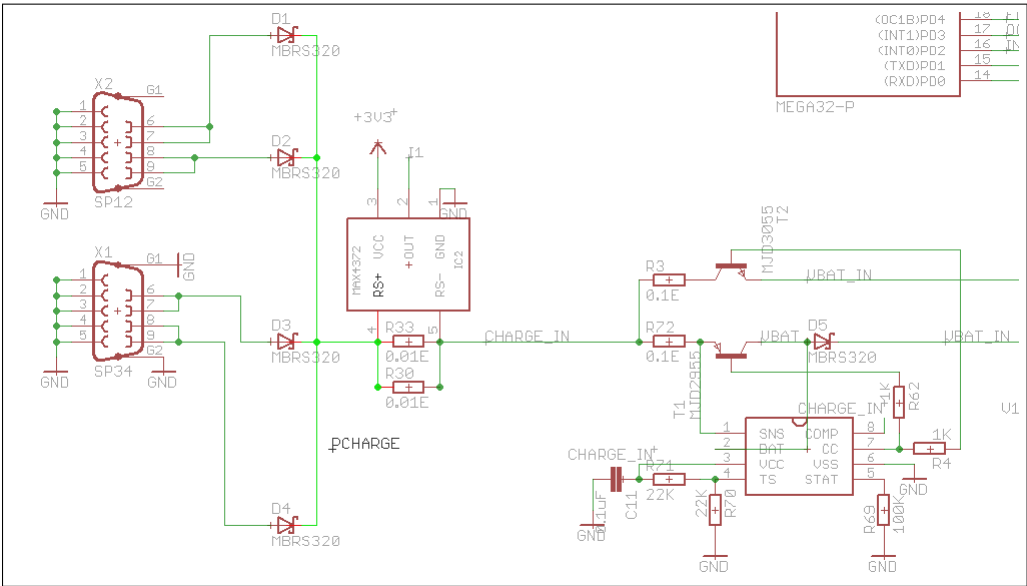 D1
MBRS320
X2
G1
1
2
3
4
5
6
7
8
9
G2
SP12
GND
D2
MBRS320
+3V3
I1
3
2
1
GND
VCC
OUT
GND
MAX4372
IC2
RS+
RS-
4
5
X1
G1
GND
1
2
3
4
5
6
7
8
9
G2
SP34
GND
GND
D3
MBRS320
R33
0.01E
R30
0.01E
CHARGE_IN
PCHARGE
D4
MBRS320
(OC1B)PD4
18
(INT1)PD3
17
(INT0)PD2
16
(TXD)PD1
15
(RXD)PD0
14
MEGA32-P
R3
0.1E
MJD3055
T2
VBAT_IN
R72
0.1E
VBAT
D5
MBRS320
VBAT_IN
T1
MJD2955
1K
R62
CHARGE_IN
V1
1
SNS
COMP
8
2
BAT
CC
7
3
VCC
VSS
6
4
TS
STAT
5
1K
R4
GND
CHARGE_IN
R71
22K
0.1uF
C11
GND
22K
R70
GND
R69
100K
GND